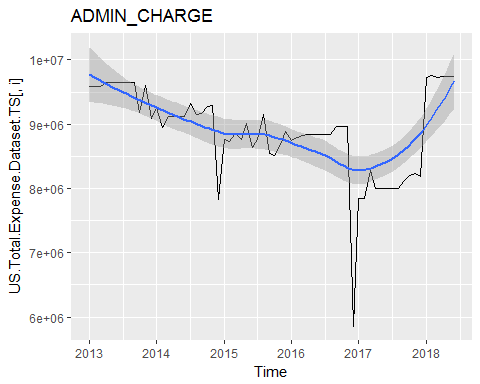 ADMIN_CHARGE
US.Total.Expense.Dataset.TS[, i]
1e+07
9e+06
8e+06
7e+06
6e+06
2013 2014 2015 2016 2017 2018
Time